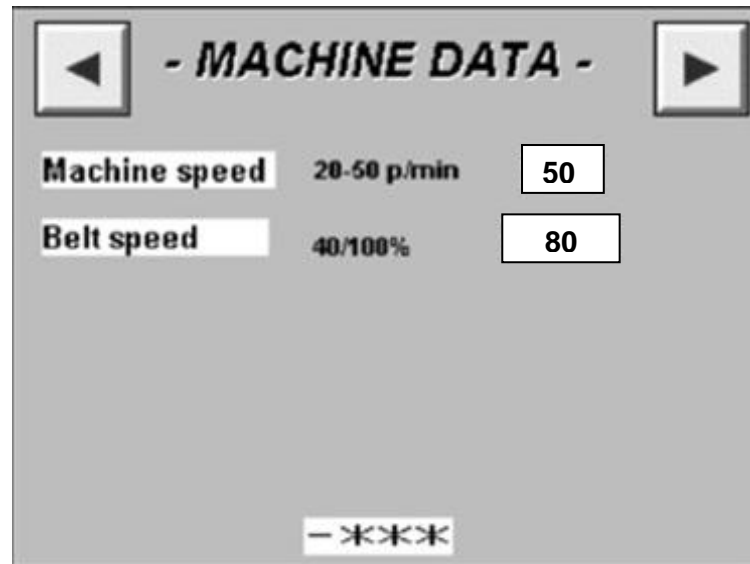 - MACHINE DATA -
Machine speed 20-50 p/min 50
Belt speed 40/100% 80
-***